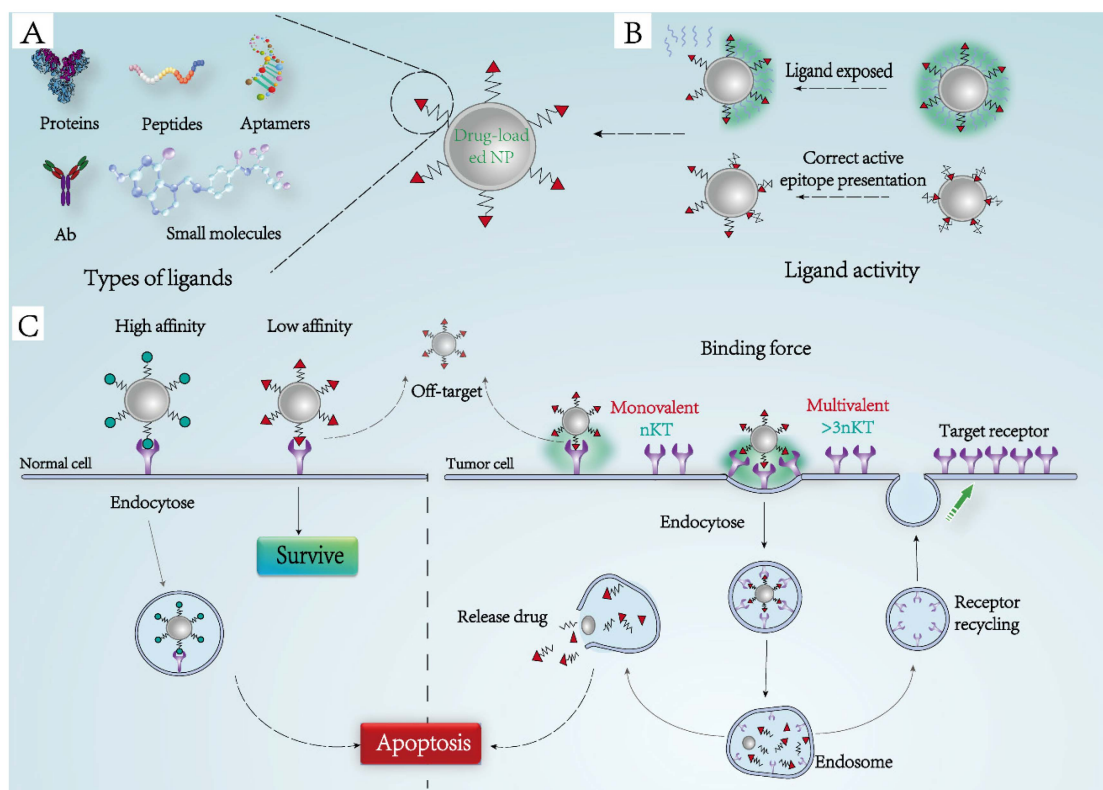 A
Proteins
Peptides
Aptamers
Ab
Small molecules
Types of ligands
Drug-load
ed NP
B
Ligand exposed
Correct active
epitope presentation
Ligand activity
C
High affinity
Low affinity
Off-target
Binding force
Monovalent
nKT
Multivalent
>3nKT
Target receptor
Normal cell
Tumor cell
Endocytose
Survive
Endocytose
Release drug
Receptor
recycling
Apoptosis
Endosome